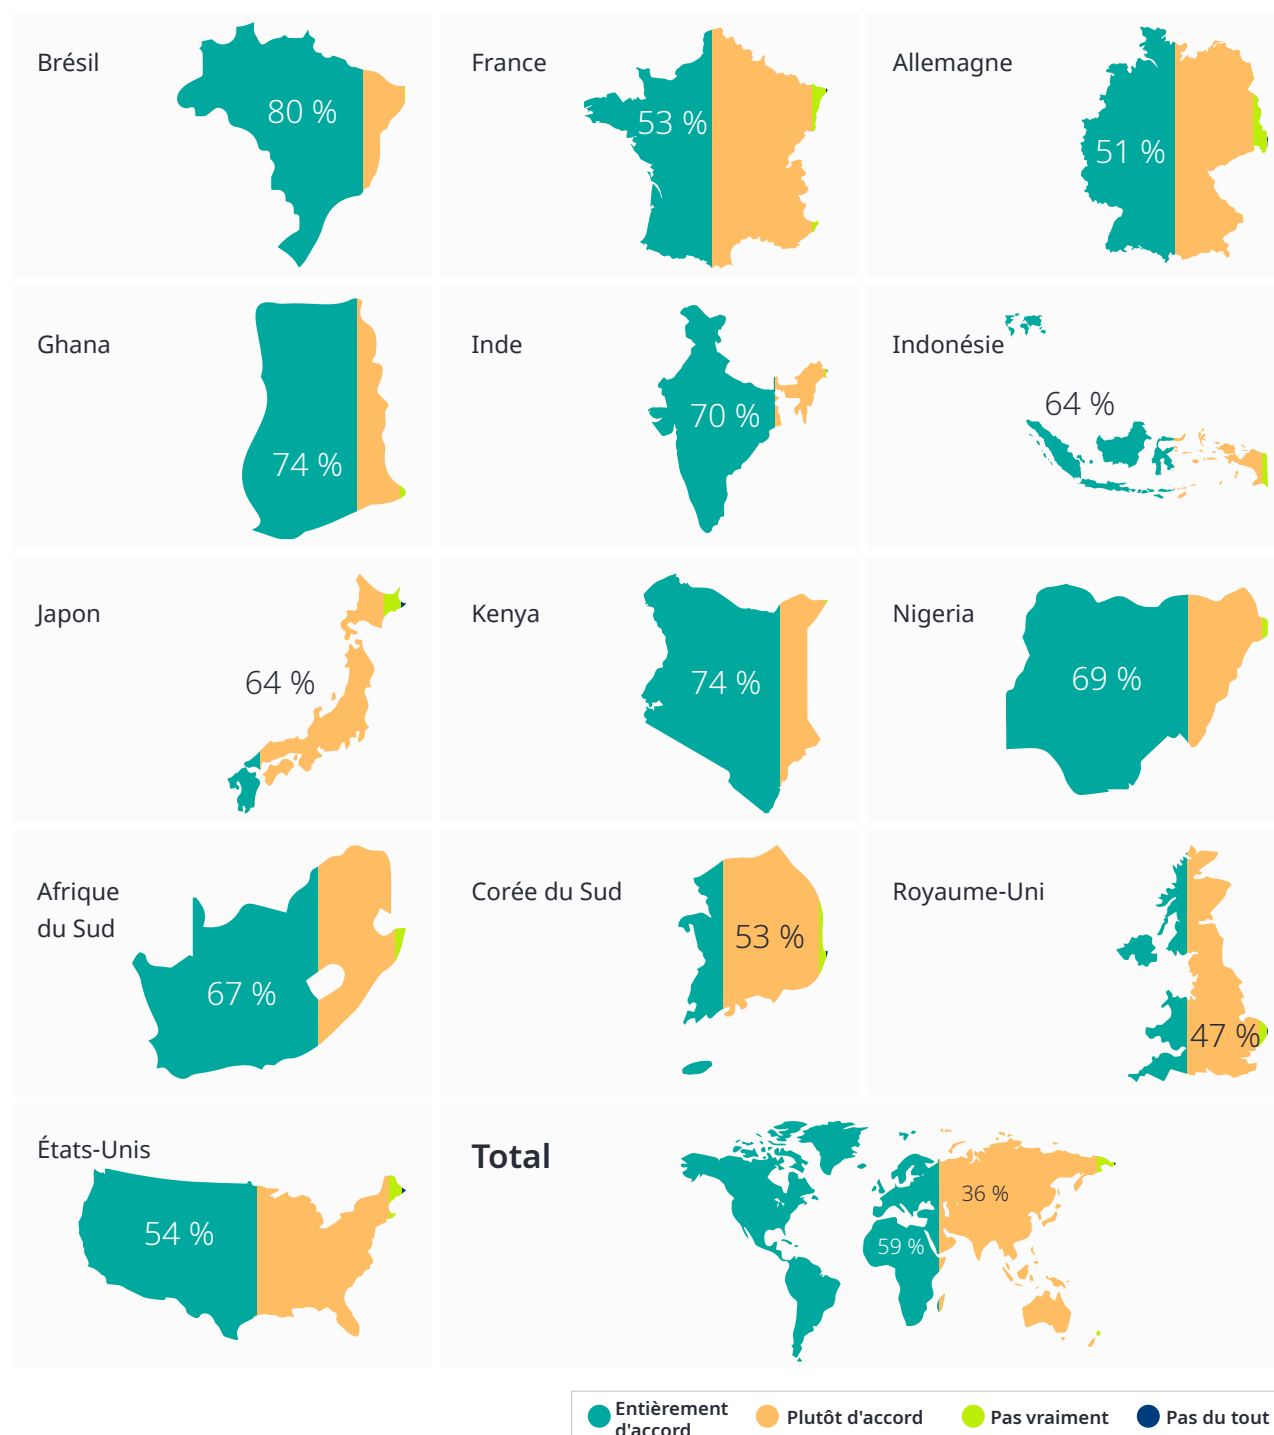 Brésil
80 %
France
53 %
Allemagne
51 %
Ghana
74 %
Inde
70 %
Indonésie
64 %
Japon
64 %
Kenya
74 %
Nigeria
69 %
Afrique
du Sud
67 %
Corée du Sud
53 %
Royaume-Uni
47 %
États-Unis
54 %
Total
59 %
36 %
Entièrement
d'accord
Plutôt d'accord
Pas vraiment
Pas du tout